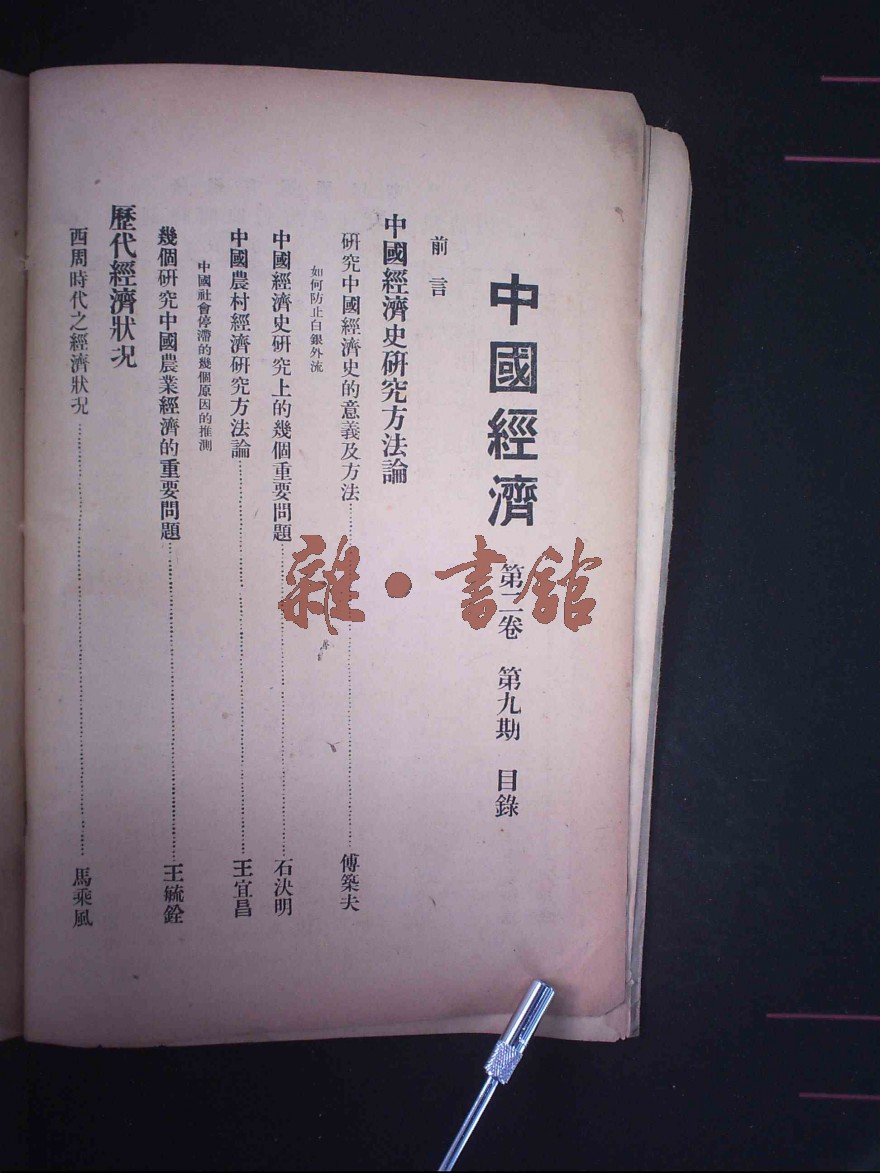 中國經濟 第二卷 第九期 目錄
前言
中國經濟史研究方法論
研究中國經濟史的意義及方法……傅築夫
如何防止白銀外流
中國經濟史研究上的幾個重要問題……石決明
中國農村經濟研究方法論……王宜昌
中國社會停滯的幾個原因的推測
幾個研究中國農業經濟的重要問題……王毓銓
歷代經濟狀況
西周時代之經濟狀況……馬乘風
雜·書館